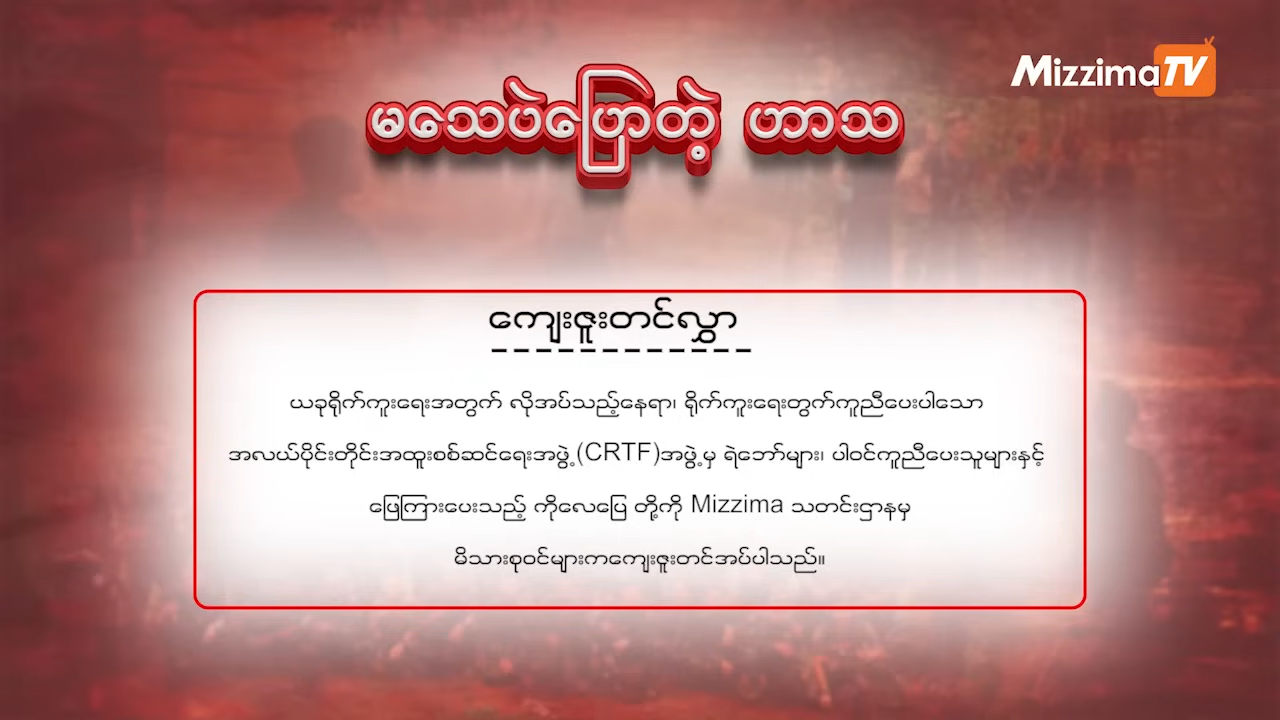 MizzimaTV
မသေပဲပြောတဲ့ ဟာသ
ကျေးဇူးတင်လွှာ
ယခုရိုက်ကူးရေးအတွက် လိုအပ်သည့်နေရာ၊ ရိုက်ကူးရေးတွက်ကူညီပေးပါသော
အလယ်ပိုင်းတိုင်းအထူးစစ်ဆင်ရေးအဖွဲ့(CRTF)အဖွဲ့မှ ရဲဘော်များ၊ ပါဝင်ကူညီပေးသူများနှင့်
ဖြေကြားပေးသည့် ကိုလေပြေ တို့ကို Mizzima သတင်းဌာနမှ
မိသားစုဝင်များကကျေးဇူးတင်အပ်ပါသည်။